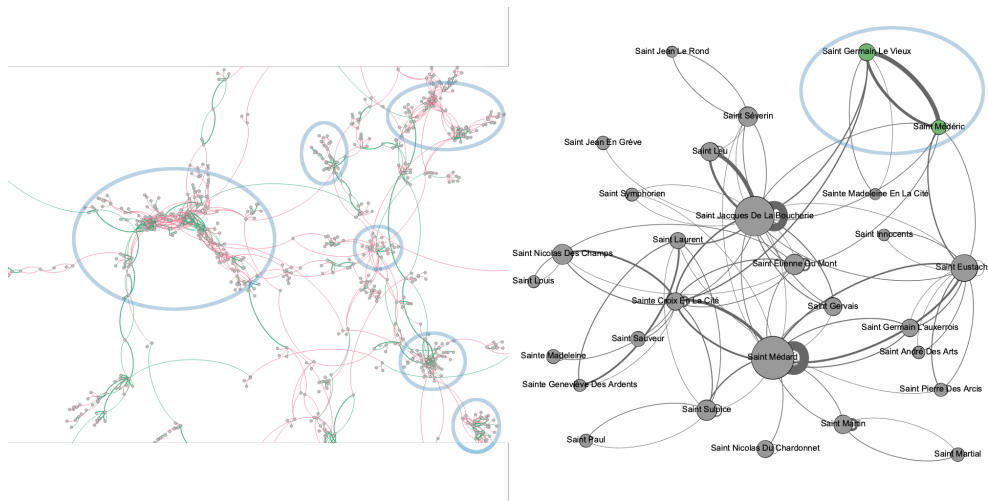 Saint Jean Le Rond
Saint Germain Le Vieux
Saint Séverin
Saint Médéric
Saint Jean En Grève
Saint Leu
Saint Symphorien
Sainte Madeleine En La Cité
Saint Jacques De La Boucherie
Saint Innocents
Saint Laurent
Saint Nicolas Des Champs
Saint Etienne Du Mont
Saint Eustach
Saint Louis
Sainte Croix En La Cité
Saint Gervais
Saint Germain L'auxerrois
Saint Sauveur
Saint André Des Arts
Sainte Madeleine
Saint Médard
Sainte Geneviève Des Ardents
Saint Pierre Des Arcis
Saint Sulpice
Saint Martin
Saint Paul
Saint Nicolas Du Chardonnet
Saint Martial